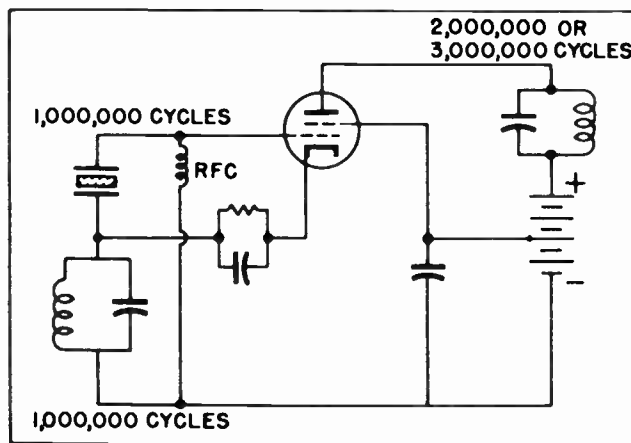 2,000,000 OR
3,000,000 CYCLES
1,000,000 CYCLES
RFC
+
-
1,000,000 CYCLES